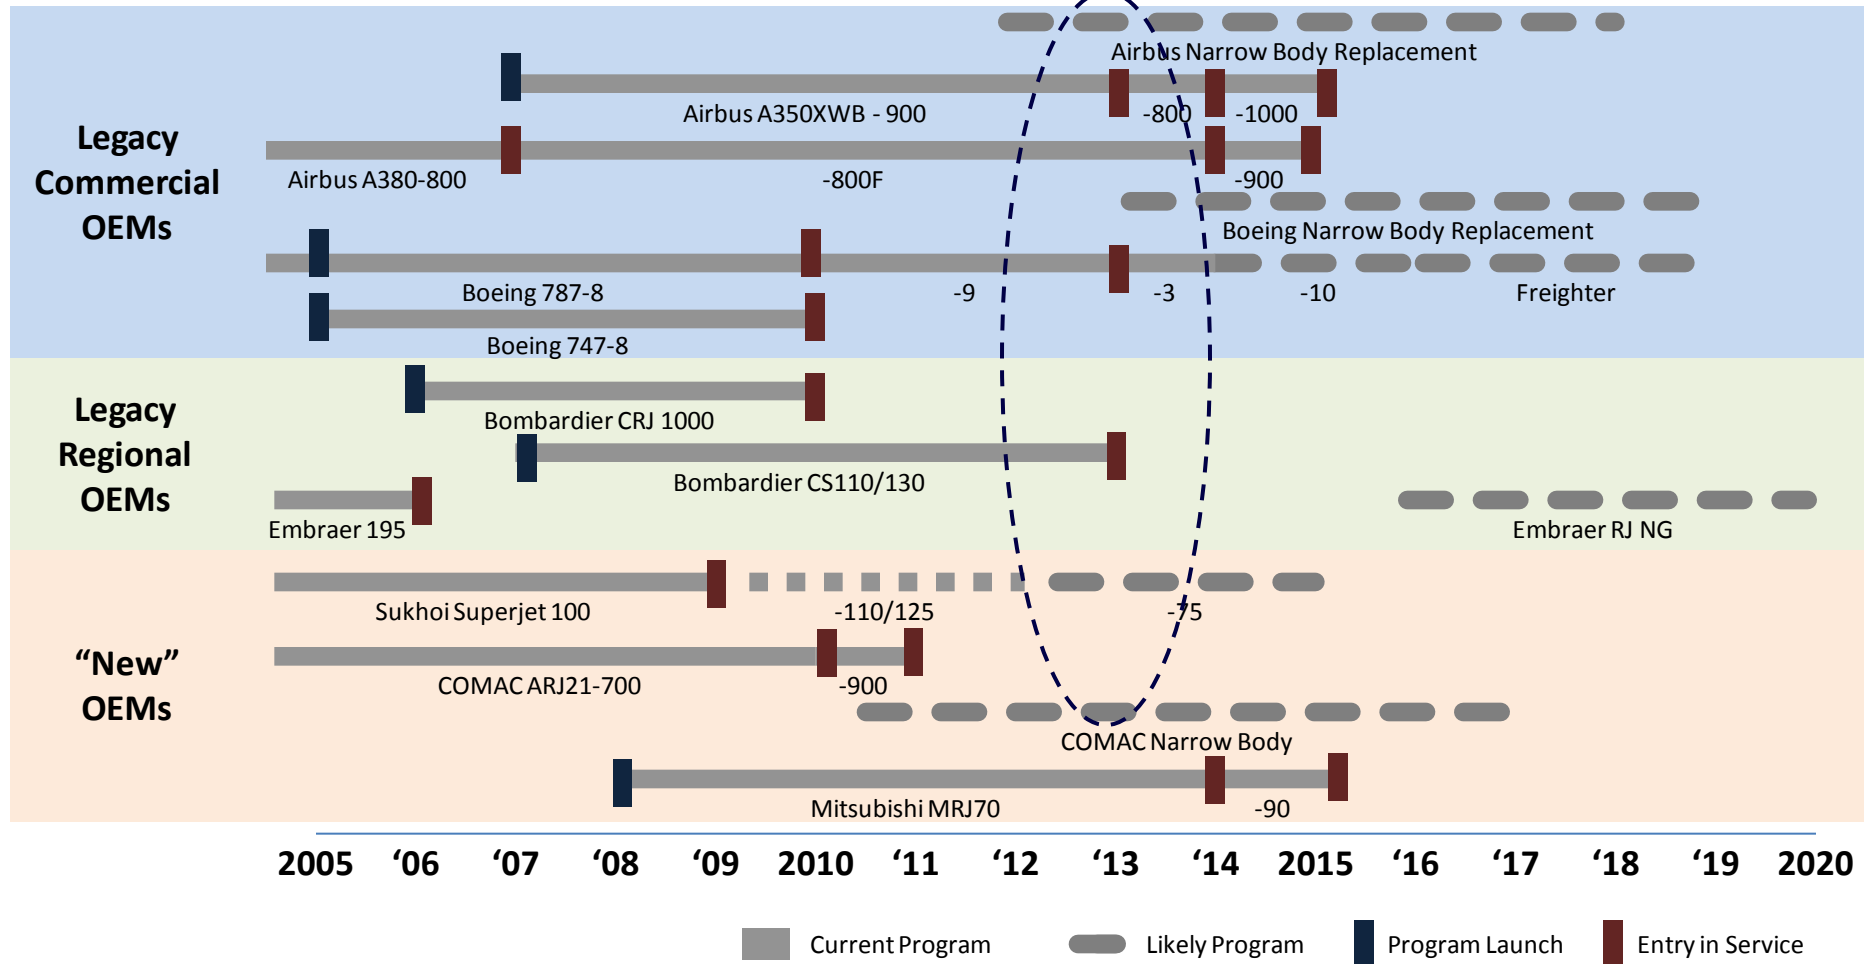 Legacy
Commercial
OEMs
Airbus Narrow Body Replacement
Airbus A350XWB - 900
-800
-1000
Airbus A380-800
-800F
-900
Boeing Narrow Body Replacement
Boeing 787-8
-9
-3
-10
Freighter
Boeing 747-8
Legacy
Regional
OEMs
Bombardier CRJ 1000
Bombardier CS110/130
Embraer 195
Embraer RJ NG
“New”
OEMs
Sukhoi Superjet 100
-110/125
-75
COMAC ARJ21-700
-900
COMAC Narrow Body
Mitsubishi MRJ70
-90
2005 ‘06 ‘07 ‘08 ‘09 2010 ‘11 ‘12 ‘13 ‘14 2015 ‘16 ‘17 ‘18 ‘19 2020
Current Program
Likely Program
Program Launch
Entry in Service